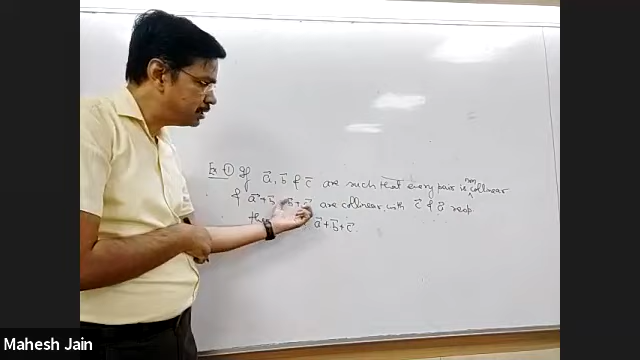 Ex ① If a⃗, b⃗ & c⃗ are such that every pair is non collinear
& a⃗+b⃗, b⃗+c⃗ are collinear with c⃗ & a⃗ resp
then a⃗+b⃗+c⃗.
Mahesh Jain